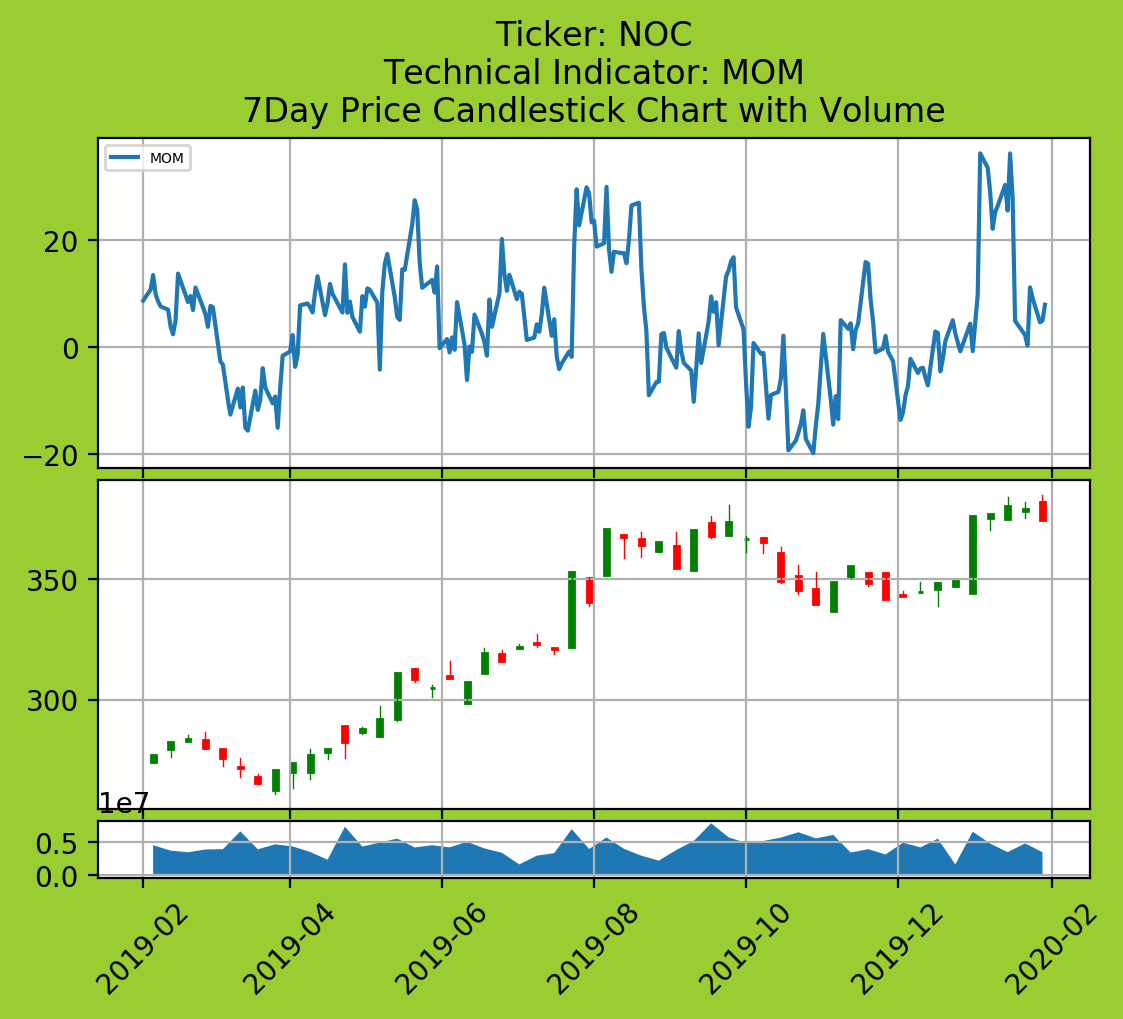 Ticker: NOC
Technical Indicator: MOM
7Day Price Candlestick Chart with Volume
MOM
20
0
−20
350
300
1e7
0.5
0.0
2019-02
2019-04
2019-06
2019-08
2019-10
2019-12
2020-02